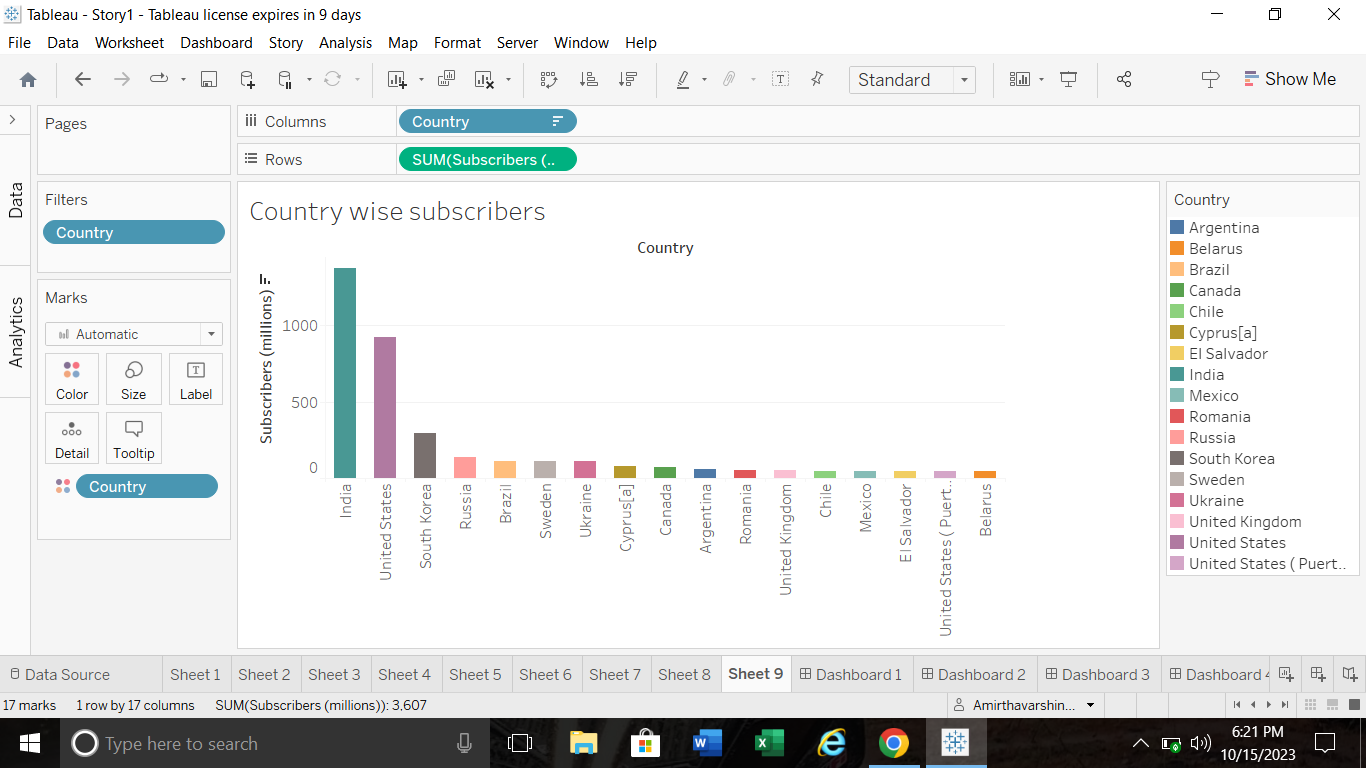 Tableau - Story1 - Tableau license expires in 9 days
File Data Worksheet Dashboard Story Analysis Map Format Server Window Help
Standard
Show Me
Pages
Columns
Country
Rows
SUM(Subscribers (..
Data
Analytics
Filters
Country
Marks
Automatic
Color
Size
Label
Detail
Tooltip
Country
Country wise subscribers
Country
Subscribers (millions)
1000
500
0
India
United States
South Korea
Russia
Brazil
Sweden
Ukraine
Cyprus[a]
Canada
Argentina
Romania
United Kingdom
Chile
Mexico
El Salvador
United States ( Puert..
Belarus
Country
Argentina
Belarus
Brazil
Canada
Chile
Cyprus[a]
El Salvador
India
Mexico
Romania
Russia
South Korea
Sweden
Ukraine
United Kingdom
United States
United States ( Puert..
Data Source Sheet 1 Sheet 2 Sheet 3 Sheet 4 Sheet 5 Sheet 6 Sheet 7 Sheet 8 Sheet 9 Dashboard 1 Dashboard 2 Dashboard 3 Dashboard 4
17 marks 1 row by 17 columns SUM(Subscribers (millions)): 3,607 Amirthavarshin...
Type here to search
6:21 PM
10/15/2023